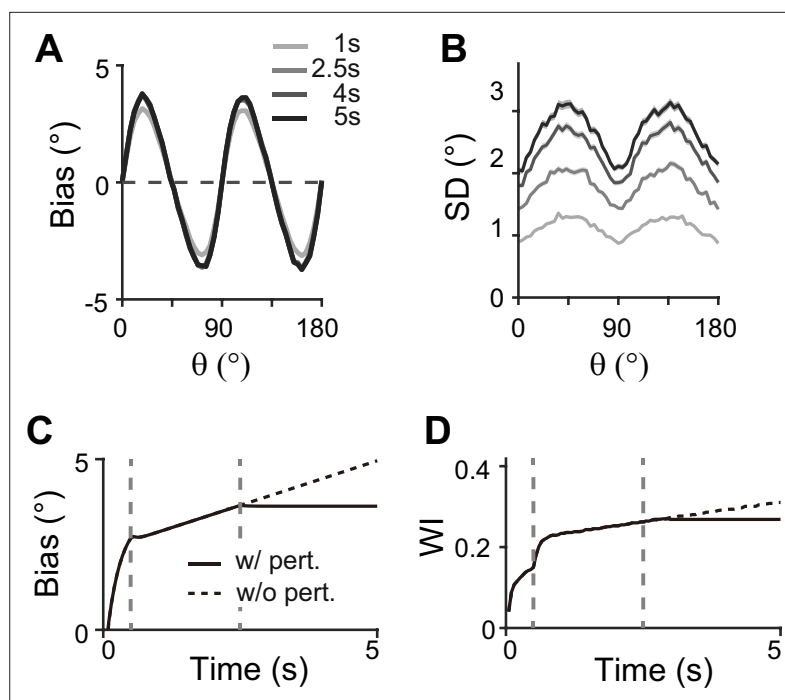 A
1s
2.5s
4s
5s
5
0
-5
Bias (°)
0
90
180
θ (°)
B
3
2
1
0
SD (°)
0
90
180
θ (°)
C
5
0
Bias (°)
w/ pert.
w/o pert.
0
5
Time (s)
D
0.4
0.2
0
WI
0
5
Time (s)